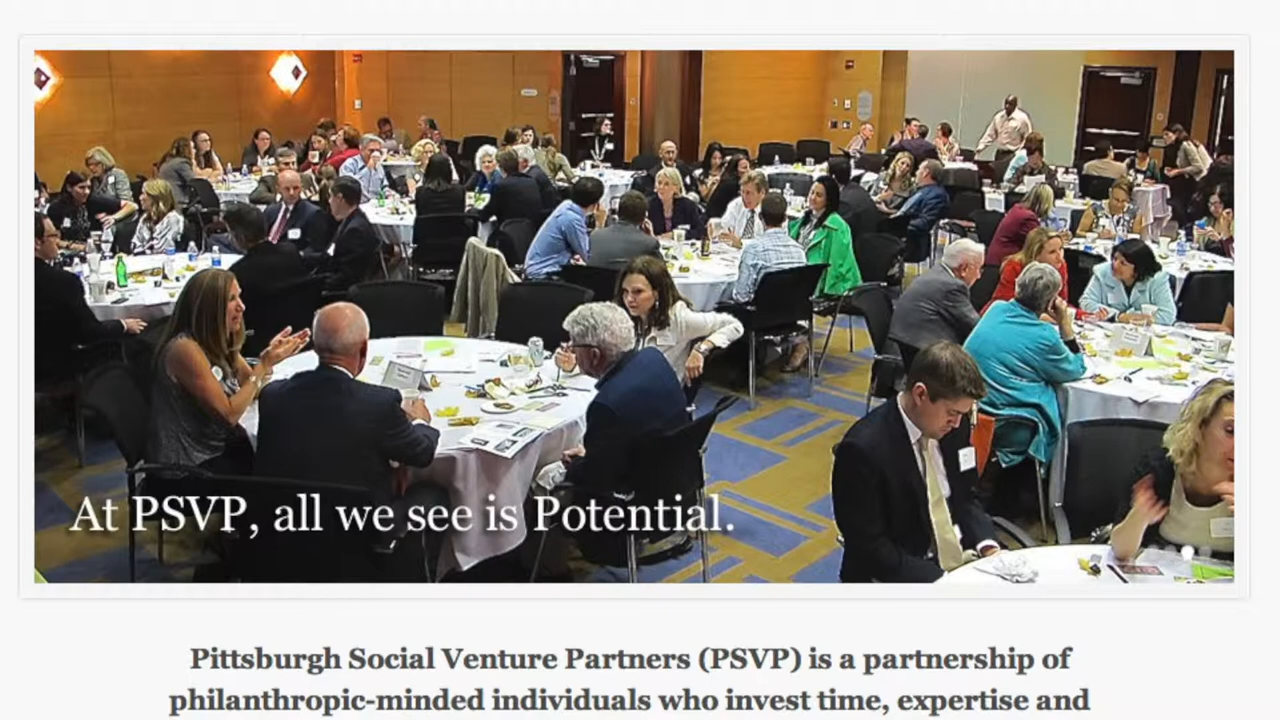 At PSVP, all we see is Potential.
Pittsburgh Social Venture Partners (PSVP) is a partnership of
philanthropic-minded individuals who invest time, expertise and